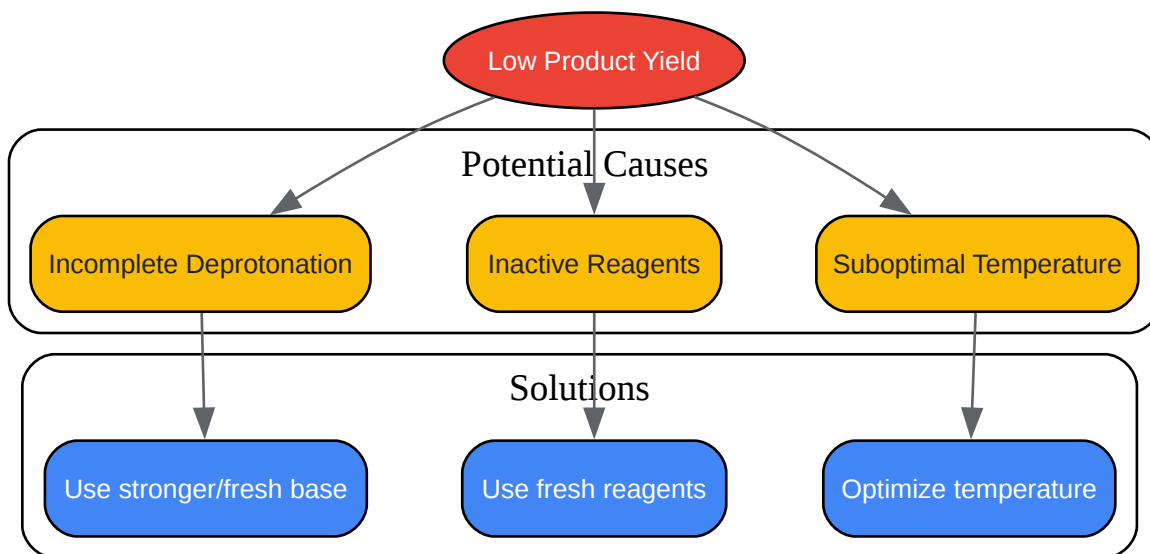 Low Product Yield
Potential Causes
Incomplete Deprotonation
Inactive Reagents
Suboptimal Temperature
Solutions
Use stronger/fresh base
Use fresh reagents
Optimize temperature